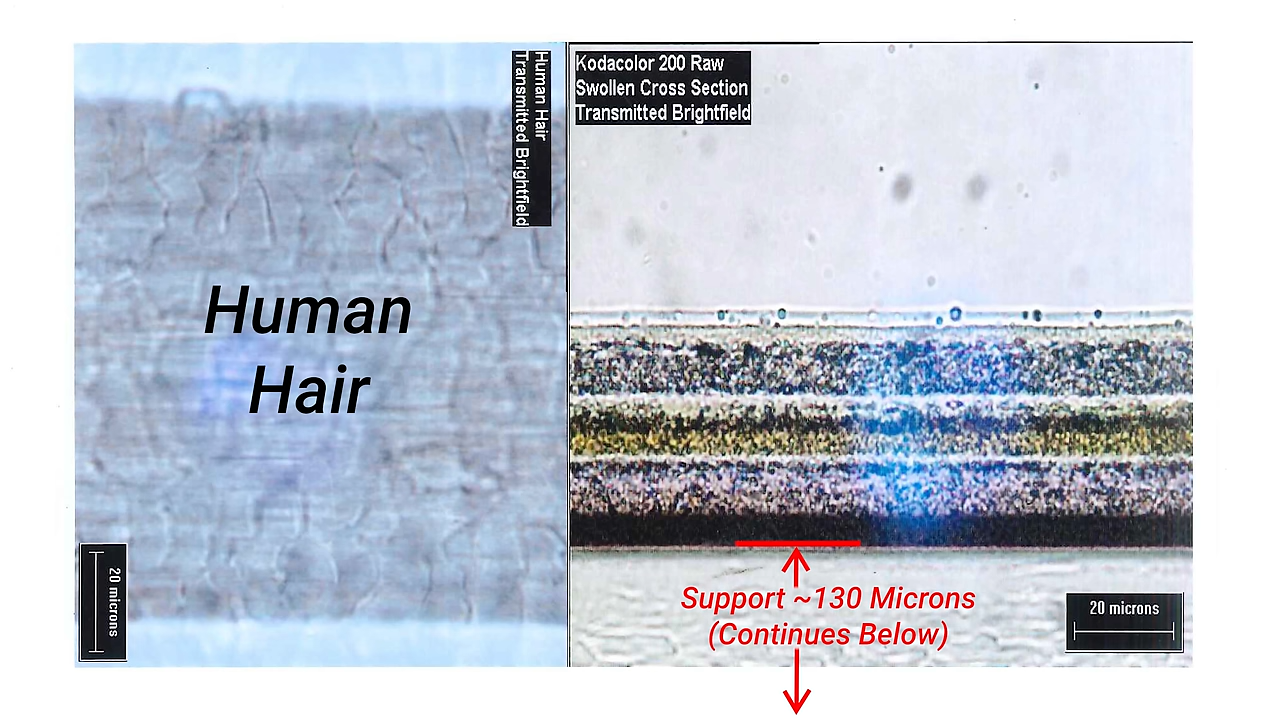 Human Hair
Transmitted Brightfield
Human
Hair
20 microns
Kodacolor 200 Raw
Swollen Cross Section
Transmitted Brightfield
Support ~130 Microns
(Continues Below)
20 microns